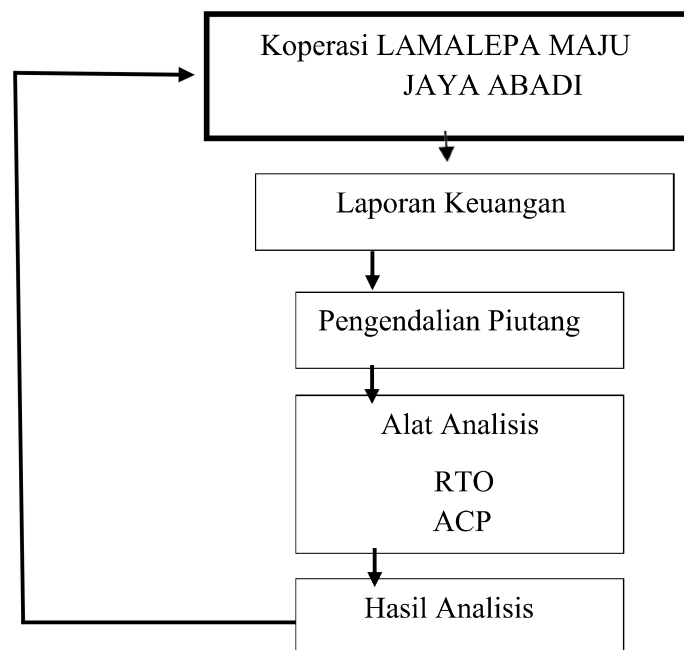 Koperasi LAMALEPA MAJU
JAYA ABADI
Laporan Keuangan
Pengendalian Piutang
Alat Analisis
RTO
ACP
Hasil Analisis